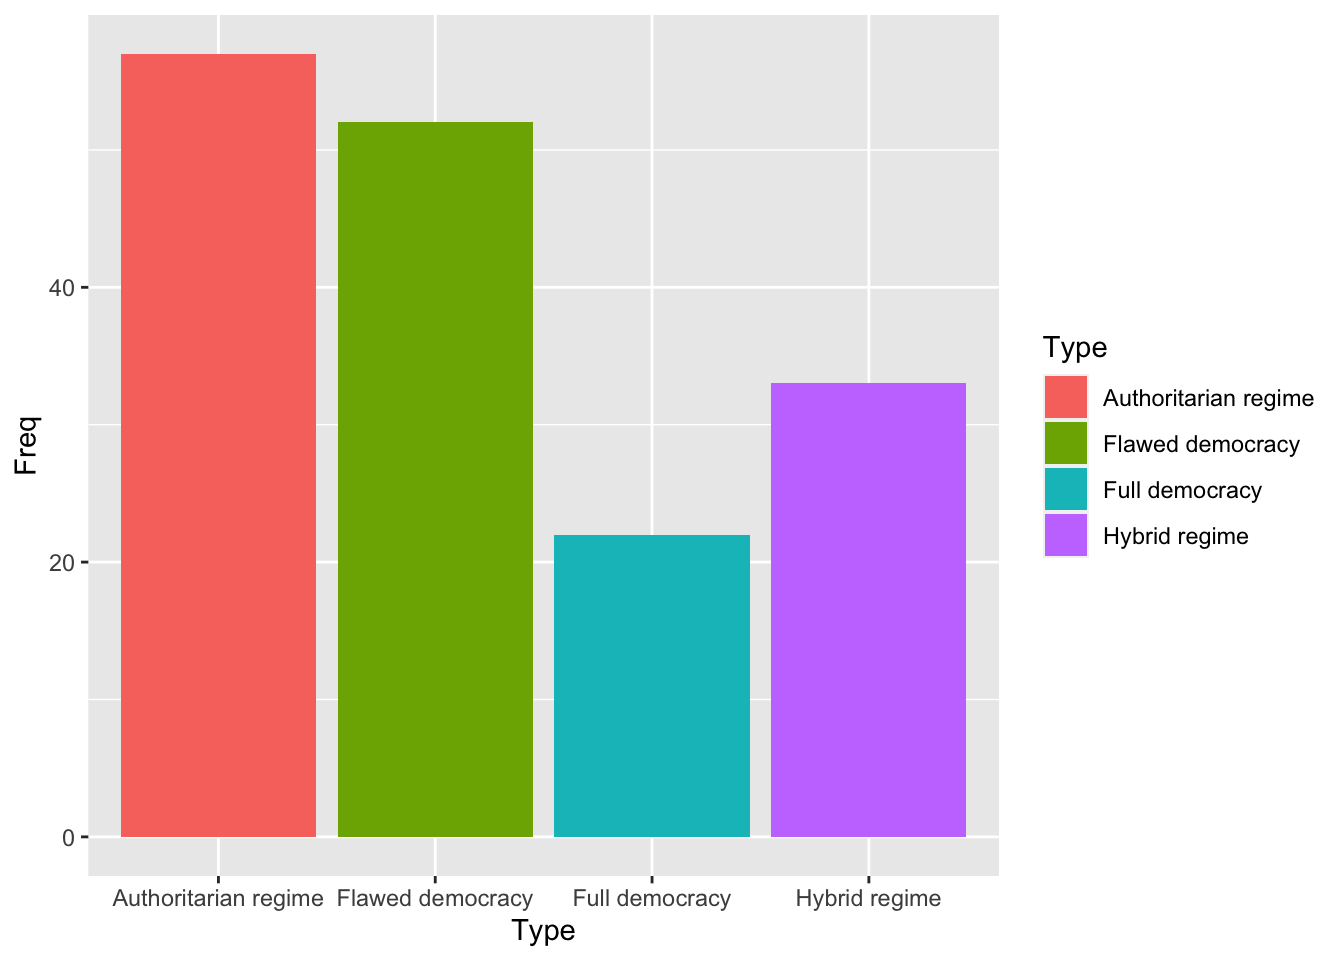 40
20
0
Freq
Authoritarian regime
Flawed democracy
Full democracy
Hybrid regime
Type
Type
Authoritarian regime
Flawed democracy
Full democracy
Hybrid regime